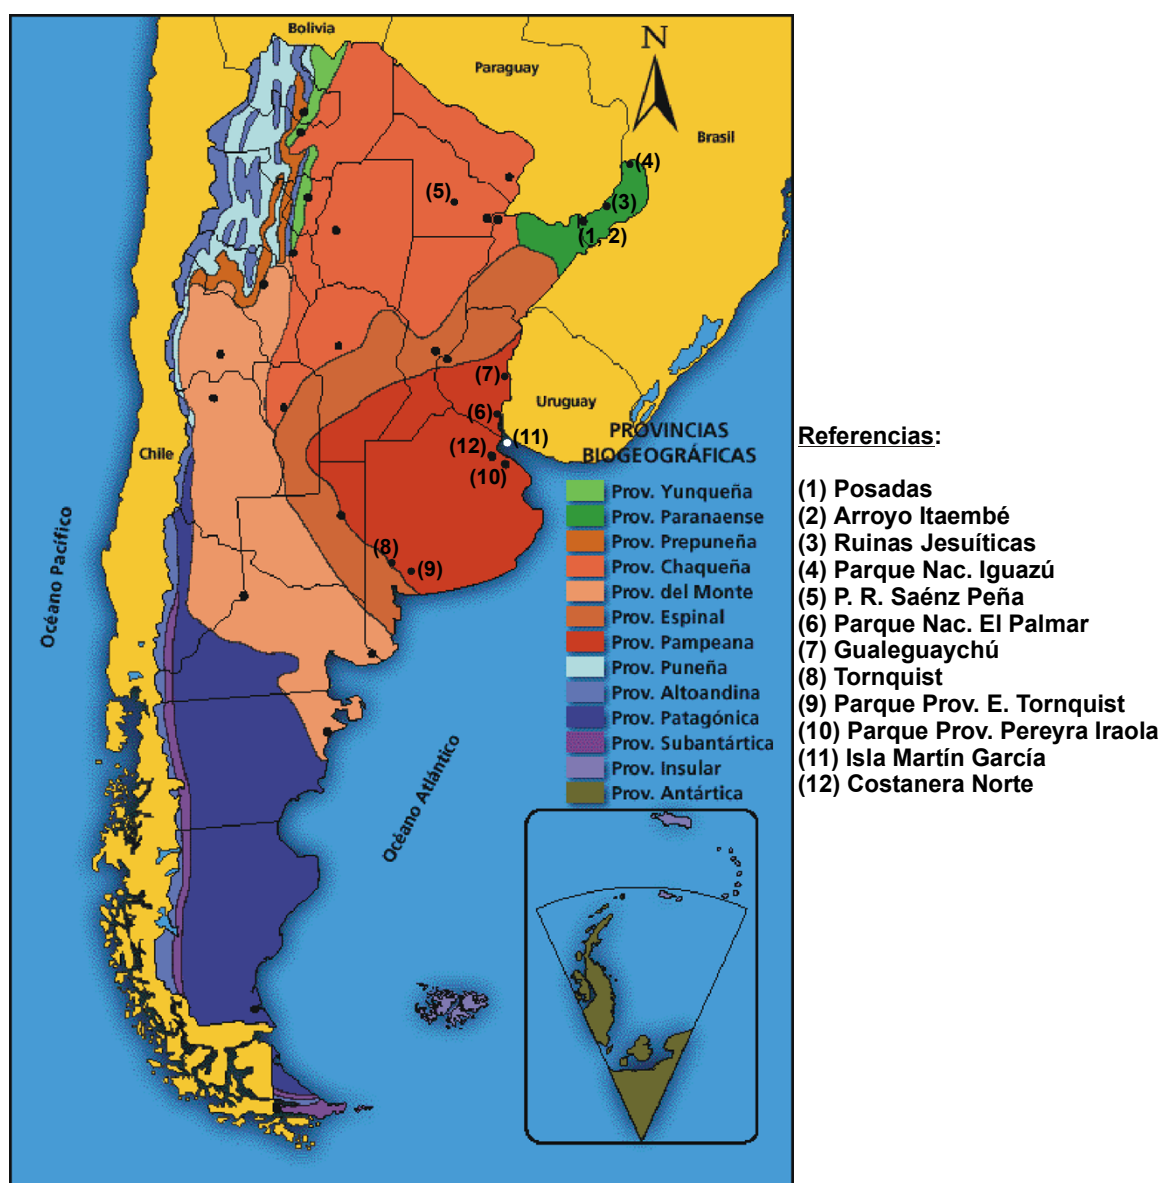 Bolivia
N
Paraguay
Brasil
(4)
(5)
(3)
(1, 2)
(7)
Uruguay
(6)
PROVINCIAS
(11)
(12)
BIOGEOGRÁFICAS
Chile
(10)
Prov. Yunqueña
Prov. Paranaense
Prov. Prepuneña
(8)
Prov. Chaqueña
(9)
Prov. del Monte
Prov. Espinal
Prov. Pampeana
Prov. Puneña
Prov. Altoandina
Prov. Patagónica
Prov. Subantártica
Prov. Insular
Prov. Antártica
Océano Pacífico
Océano Atlántico
Referencias:
(1) Posadas
(2) Arroyo Itaembé
(3) Ruinas Jesuíticas
(4) Parque Nac. Iguazú
(5) P. R. Saénz Peña
(6) Parque Nac. El Palmar
(7) Gualeguaychú
(8) Tornquist
(9) Parque Prov. E. Tornquist
(10) Parque Prov. Pereyra Iraola
(11) Isla Martín García
(12) Costanera Norte